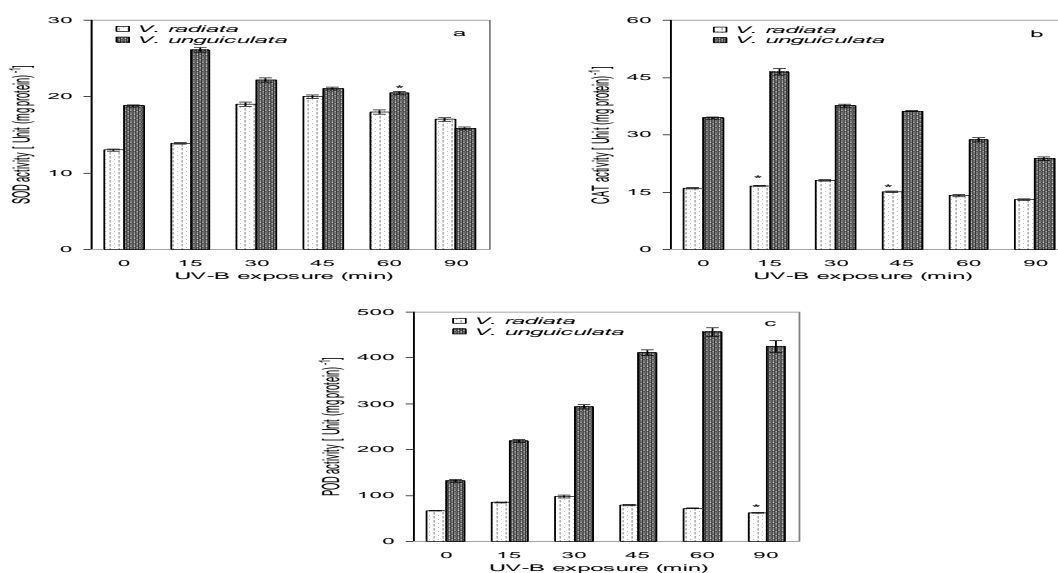 30
20
10
0
SOD activity [ Unit (mg protein)⁻¹]
V. radiata
V. unguiculata
a
*
0 15 30 45 60 90
UV-B exposure (min)
60
45
30
15
0
CAT activity [ Unit (mg protein)⁻¹]
V. radiata
V. unguiculata
b
* *
0 15 30 45 60 90
UV-B exposure (min)
500
400
300
200
100
0
POD activity [ Unit (mg protein)⁻¹]
V. radiata
V. unguiculata
c
*
0 15 30 45 60 90
UV-B exposure (min)